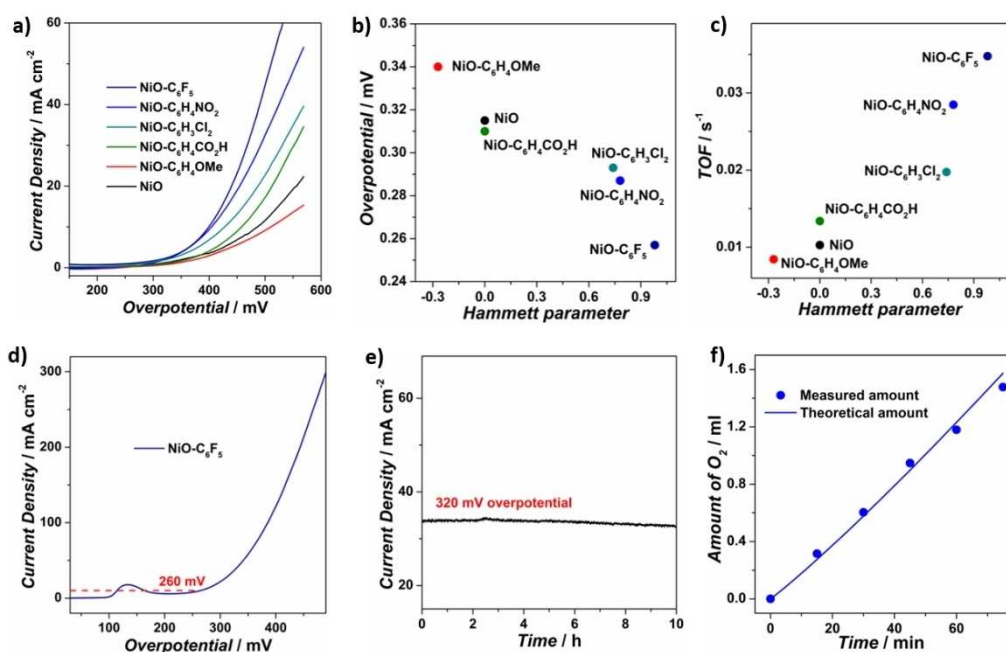 a)
Current Density / mA cm⁻²
60
40
20
0
NiO-C₆F₅
NiO-C₆H₄NO₂
NiO-C₆H₃Cl₂
NiO-C₆H₄CO₂H
NiO-C₆H₄OMe
NiO
200 300 400 500 600
Overpotential / mV
b)
Overpotential / mV
0.36
0.34
0.32
0.30
0.28
0.26
0.24
NiO-C₆H₄OMe
NiO
NiO-C₆H₄CO₂H
NiO-C₆H₃Cl₂
NiO-C₆H₄NO₂
NiO-C₆F₅
-0.3 0.0 0.3 0.6 0.9
Hammett parameter
c)
TOF / s⁻¹
0.03
0.02
0.01
NiO-C₆F₅
NiO-C₆H₄NO₂
NiO-C₆H₃Cl₂
NiO-C₆H₄CO₂H
NiO
NiO-C₆H₄OMe
-0.3 0.0 0.3 0.6 0.9
Hammett parameter
d)
Current Density / mA cm⁻²
300
200
100
0
NiO-C₆F₅
260 mV
100 200 300 400
Overpotential / mV
e)
Current Density / mA cm⁻²
60
40
20
320 mV overpotential
0 2 4 6 8 10
Time / h
f)
Amount of O₂ / ml
1.6
1.2
0.8
0.4
0.0
Measured amount
Theoretical amount
0 20 40 60
Time / min